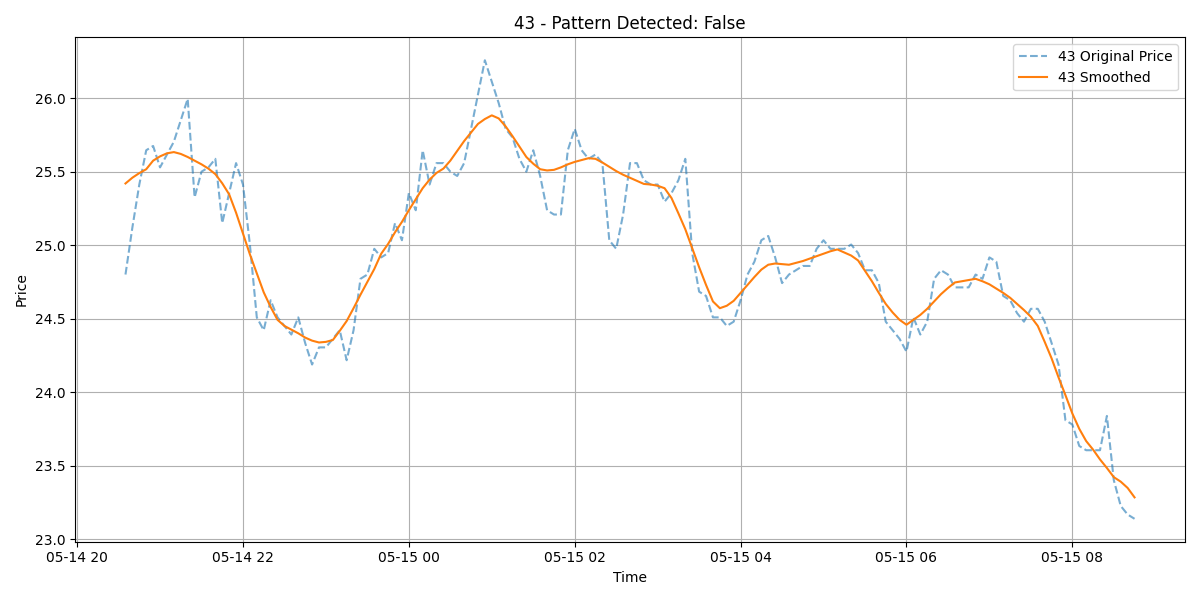 43 - Pattern Detected: False
43 Original Price
43 Smoothed
26.0
25.5
25.0
24.5
24.0
23.5
23.0
Price
05-14 20
05-14 22
05-15 00
05-15 02
05-15 04
05-15 06
05-15 08
Time